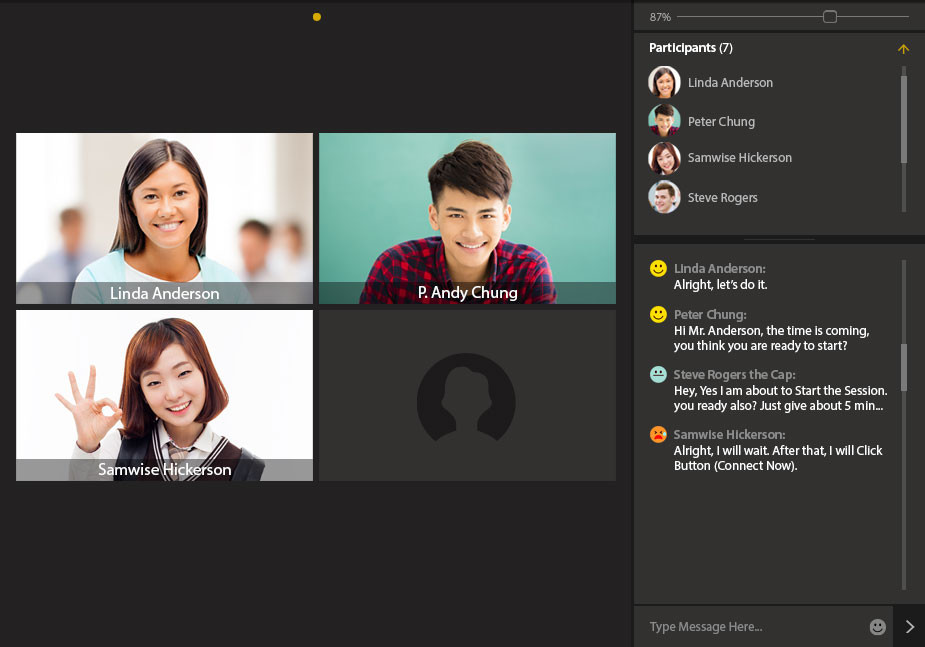 87%
Participants (7)
Linda Anderson
Peter Chung
Samwise Hickerson
Steve Rogers
Linda Anderson
P. Andy Chung
Samwise Hickerson
Linda Anderson:
Alright, let's do it.
Peter Chung:
Hi Mr. Anderson, the time is coming,
you think you are ready to start?
Steve Rogers the Cap:
Hey, Yes I am about to Start the Session.
you ready also? Just give about 5 min...
Samwise Hickerson:
Alright, I will wait. After that, I will Click
Button (Connect Now).
Type Message Here...